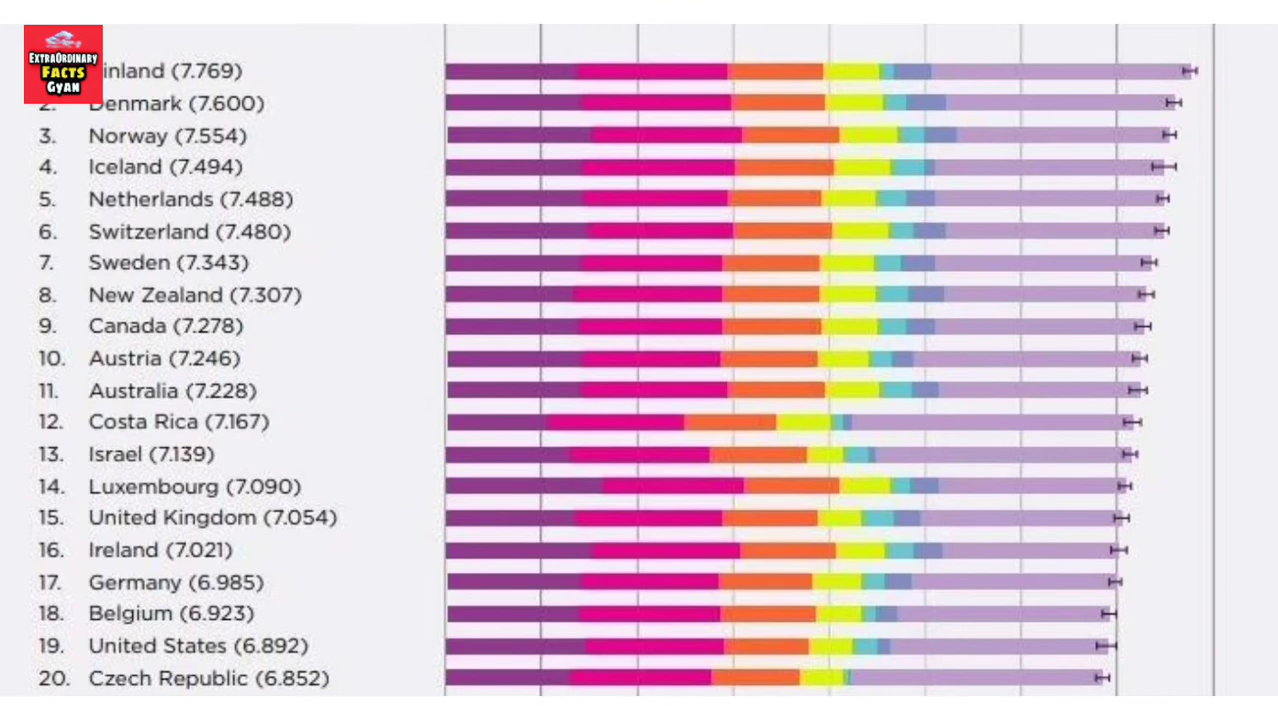 EXTRAORDINARY
FACTS
GYAN
inland (7.769)
2. Denmark (7.600)
3. Norway (7.554)
4. Iceland (7.494)
5. Netherlands (7.488)
6. Switzerland (7.480)
7. Sweden (7.343)
8. New Zealand (7.307)
9. Canada (7.278)
10. Austria (7.246)
11. Australia (7.228)
12. Costa Rica (7.167)
13. Israel (7.139)
14. Luxembourg (7.090)
15. United Kingdom (7.054)
16. Ireland (7.021)
17. Germany (6.985)
18. Belgium (6.923)
19. United States (6.892)
20. Czech Republic (6.852)